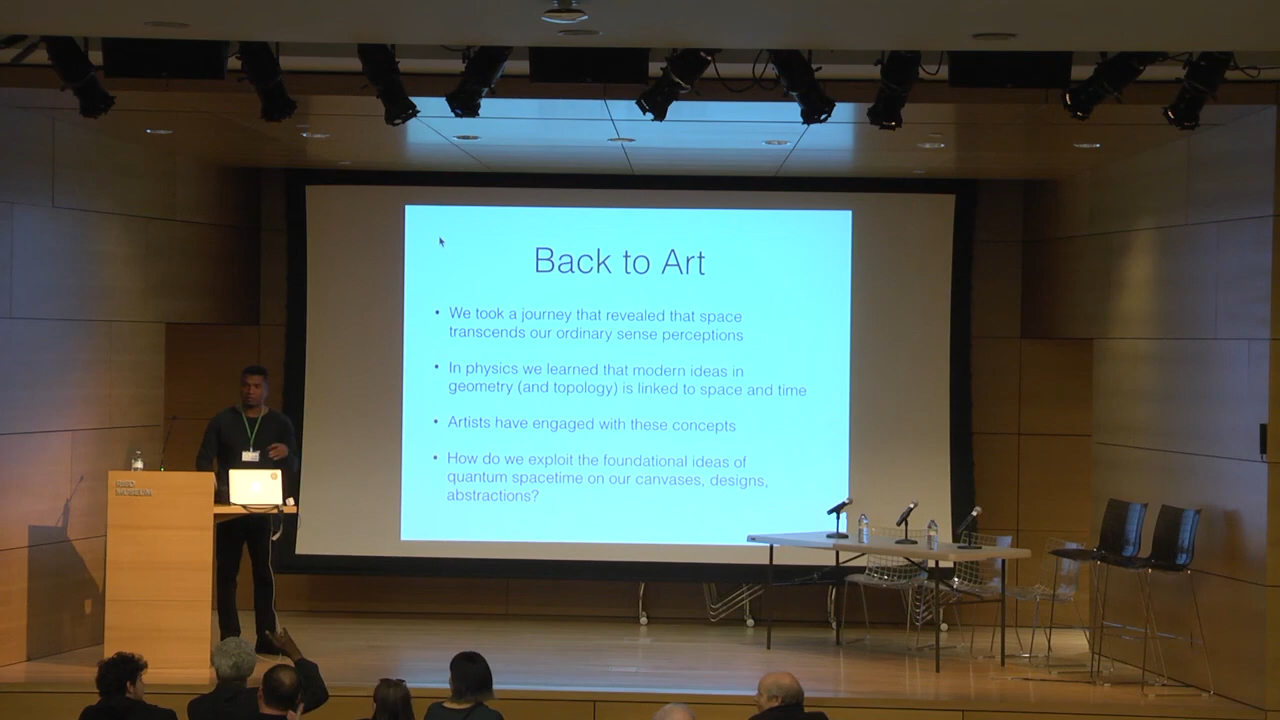 Back to Art
• We took a journey that revealed that space
transcends our ordinary sense perceptions
• In physics we learned that modern ideas in
geometry (and topology) is linked to space and time
• Artists have engaged with these concepts
• How do we exploit the foundational ideas of
quantum spacetime on our canvases, designs,
abstractions?
MUSEUM